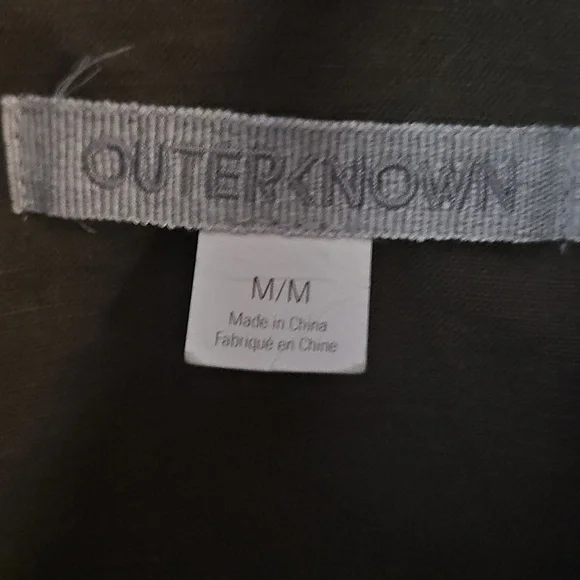 OUTERKNOWN
M/M
Made in China
Fabriqué en Chine